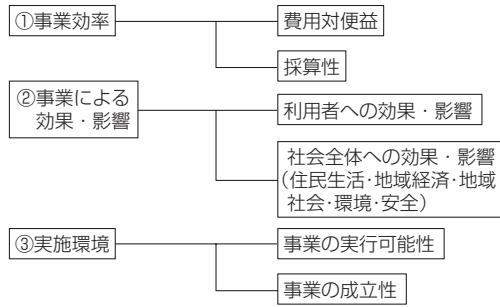 ①事業効率
費用対便益
採算性
②事業による
効果・影響
利用者への効果・影響
社会全体への効果・影響
（住民生活・地域経済・地域
社会・環境・安全）
③実施環境
事業の実行可能性
事業の成立性